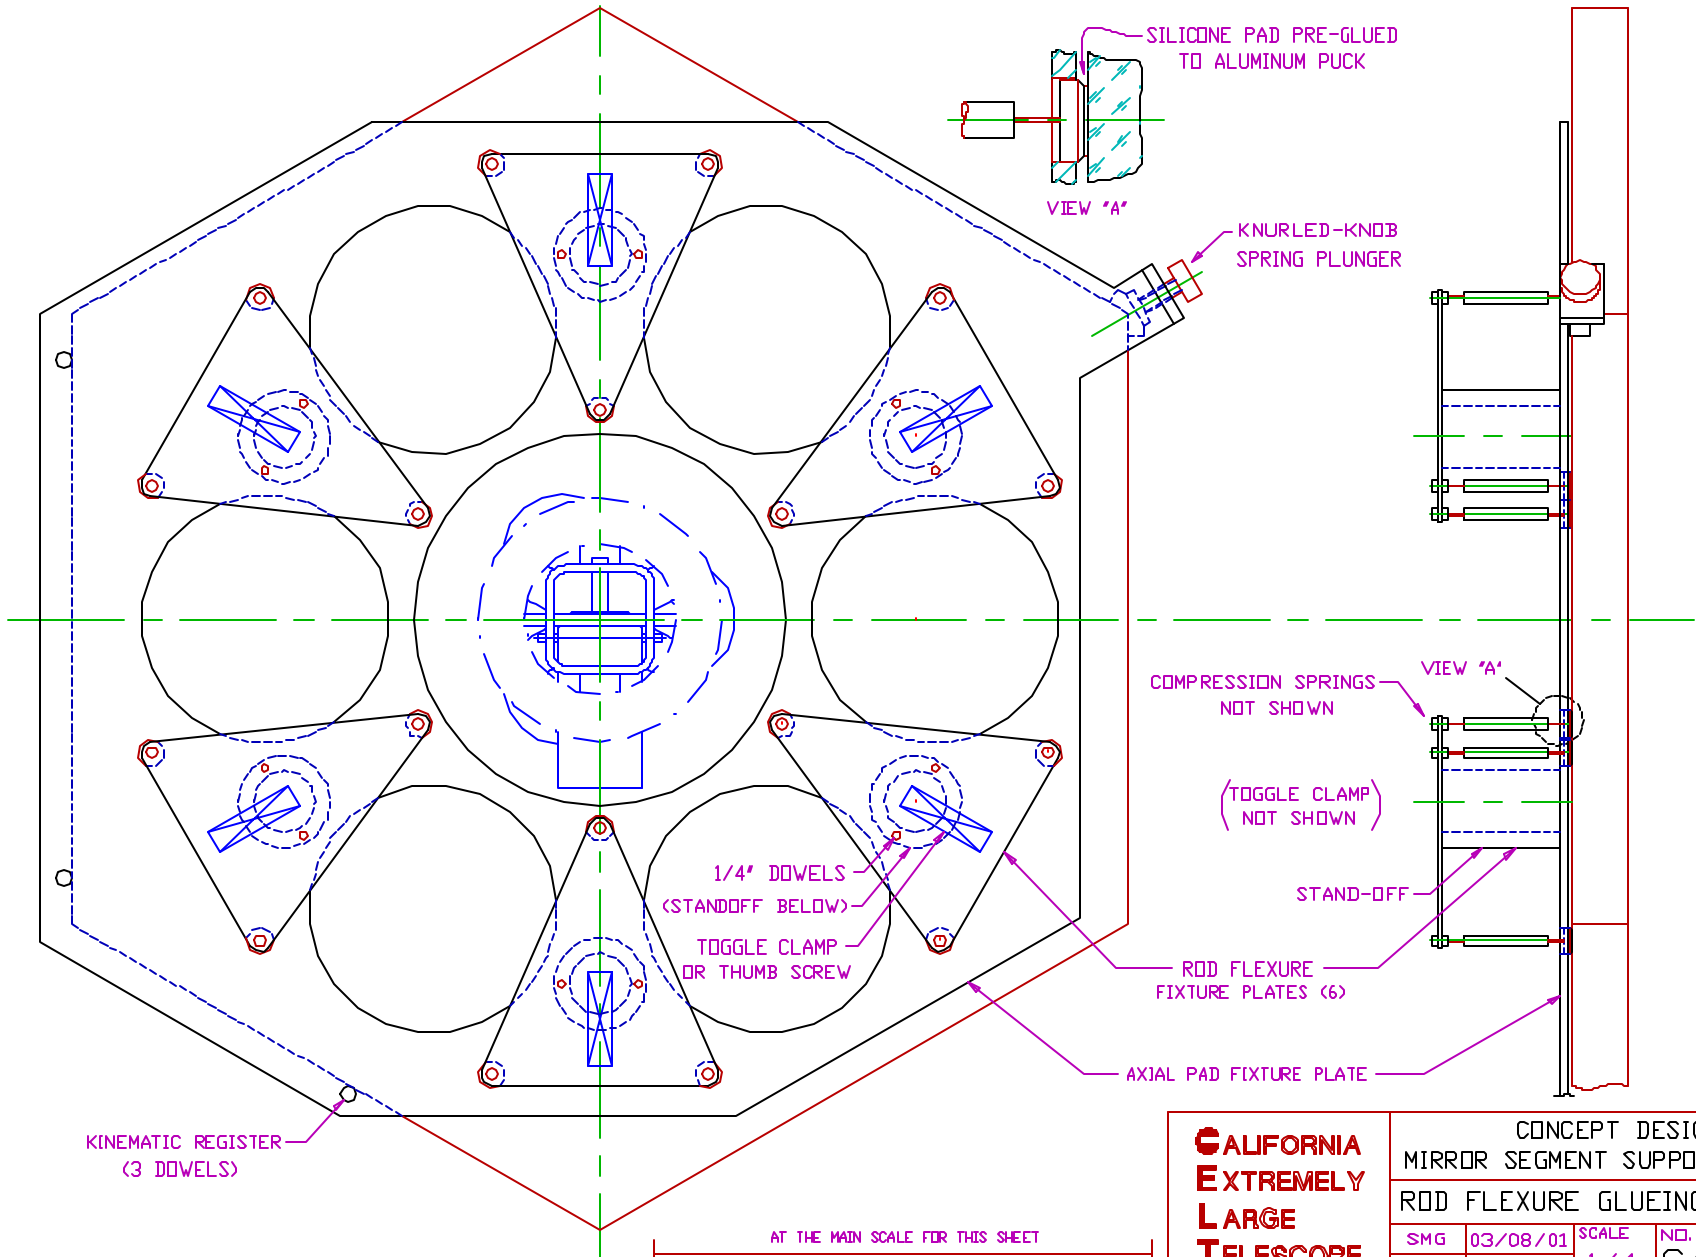 SILICONE PAD PRE-GLUED
TO ALUMINUM PUCK
VIEW "A"
KNURLED-KNOB
SPRING PLUNGER
COMPRESSION SPRINGS
NOT SHOWN
VIEW "A"
(TOGGLE CLAMP
NOT SHOWN)
1/4" DOWELS
(STANDOFF BELOW)
TOGGLE CLAMP
OR THUMB SCREW
STAND-OFF
ROD FLEXURE
FIXTURE PLATES (6)
AXIAL PAD FIXTURE PLATE
KINEMATIC REGISTER
(3 DOWELS)
AT THE MAIN SCALE FOR THIS SHEET
CALIFORNIA
EXTREMELY
LARGE
TELESCOPE
CONCEPT DESI
MIRROR SEGMENT SUPPO
ROD FLEXURE GLUEING
SMG 03/08/01 SCALE NO.